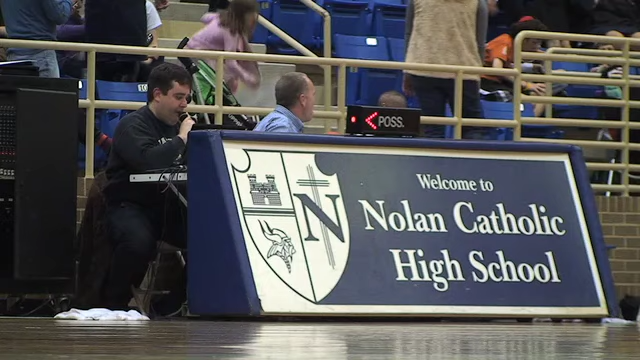 POSS.
Welcome to
Nolan Catholic
High School
N